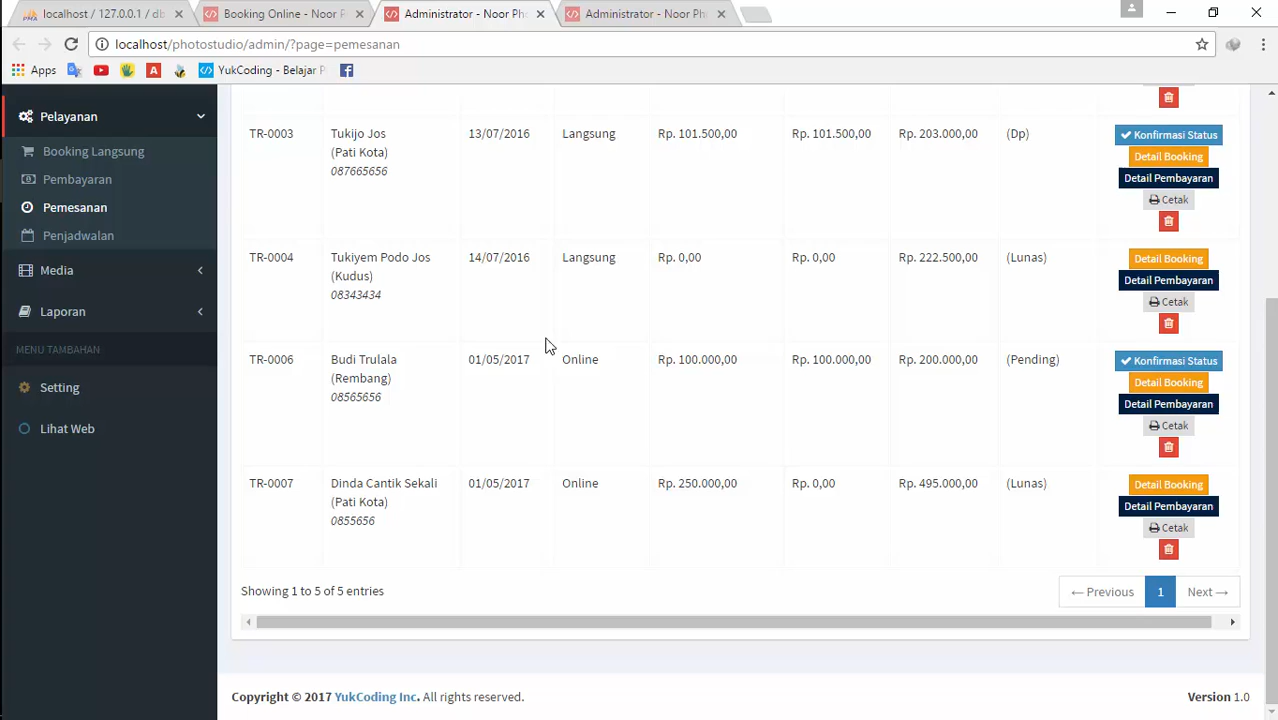 localhost / 127.0.0.1 / db
Booking Online - Noor P
Administrator - Noor Pho
Administrator - Noor Pho
localhost/photostudio/admin/?page=pemesanan
Apps
YukCoding - Belajar P
Pelayanan
Booking Langsung
Pembayaran
Pemesanan
Penjadwalan
Media
Laporan
MENU TAMBAHAN
Setting
Lihat Web
TR-0003 Tukijo Jos 13/07/2016 Langsung Rp. 101.500,00 Rp. 101.500,00 Rp. 203.000,00 (Dp) Konfirmasi Status
(Pati Kota) Detail Booking
087665656 Detail Pembayaran
Cetak
TR-0004 Tukiyem Podo Jos 14/07/2016 Langsung Rp. 0,00 Rp. 0,00 Rp. 222.500,00 (Lunas) Detail Booking
(Kudus) Detail Pembayaran
08343434 Cetak
TR-0006 Budi Trulala 01/05/2017 Online Rp. 100.000,00 Rp. 100.000,00 Rp. 200.000,00 (Pending) Konfirmasi Status
(Rembang) Detail Booking
08565656 Detail Pembayaran
Cetak
TR-0007 Dinda Cantik Sekali 01/05/2017 Online Rp. 250.000,00 Rp. 0,00 Rp. 495.000,00 (Lunas) Detail Booking
(Pati Kota) Detail Pembayaran
0855656 Cetak
Showing 1 to 5 of 5 entries
← Previous 1 Next →
Copyright © 2017 YukCoding Inc. All rights reserved. Version 1.0